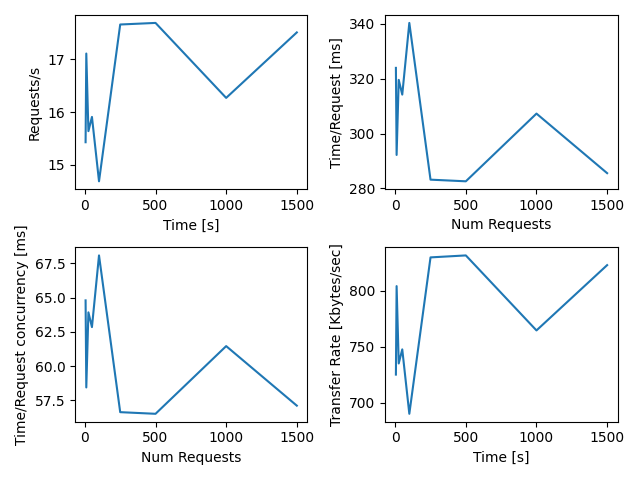 Requests/s
17
16
15
0 500 1000 1500
Time [s]
Time/Request [ms]
340
320
300
280
0 500 1000 1500
Num Requests
Time/Request concurrency [ms]
67.5
65.0
62.5
60.0
57.5
0 500 1000 1500
Num Requests
Transfer Rate [Kbytes/sec]
800
750
700
0 500 1000 1500
Time [s]